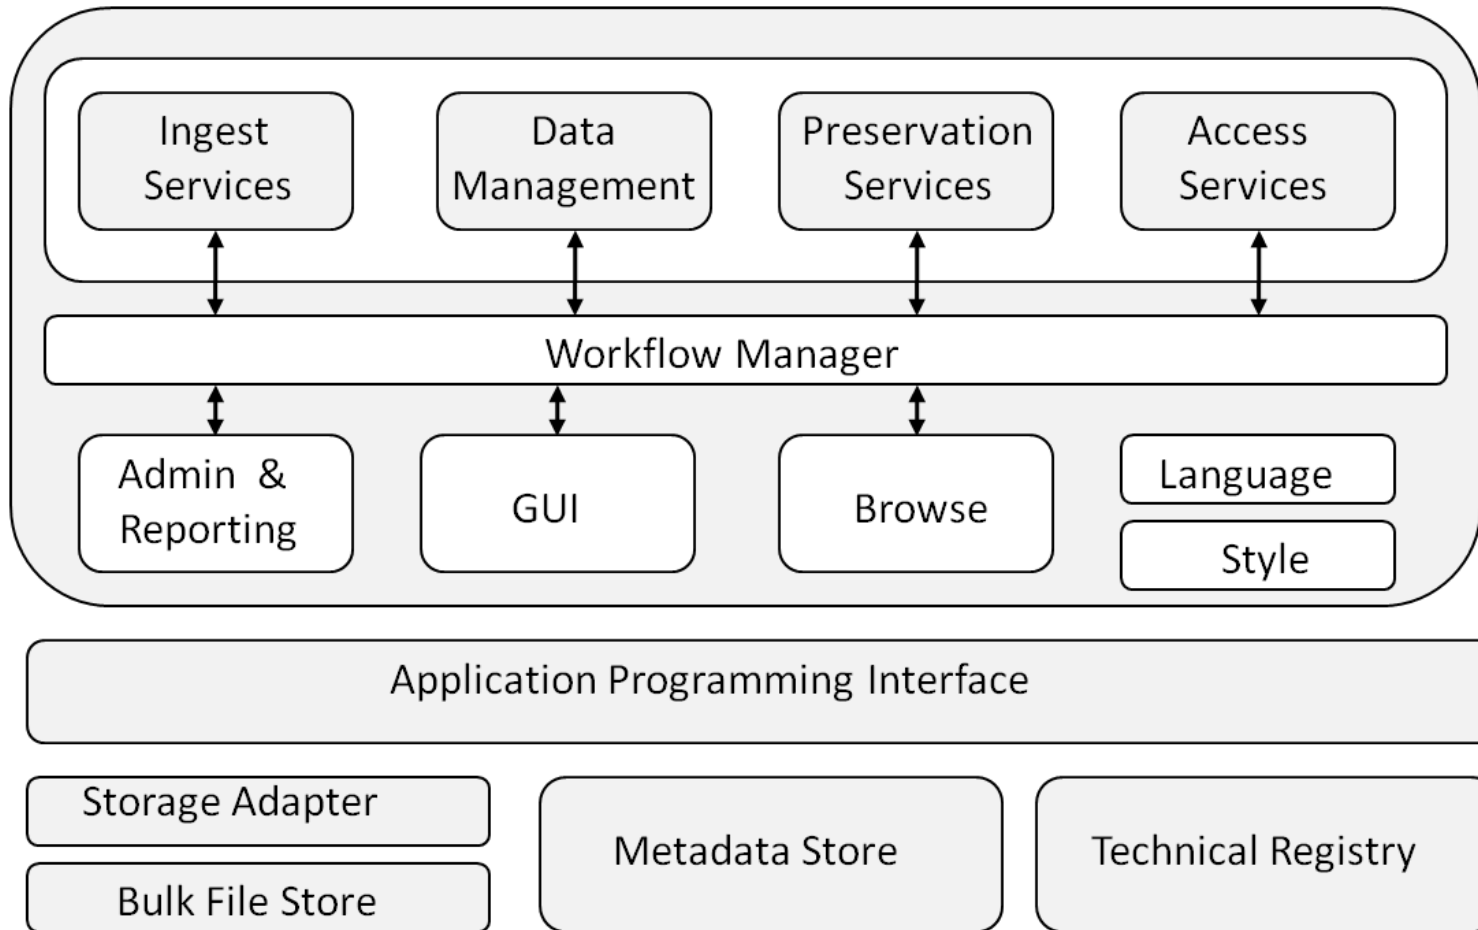 Ingest
Services
Data
Management
Preservation
Services
Access
Services
Workflow Manager
Admin & 
Reporting
GUI
Browse
Language
Style
Application Programming Interface
Storage Adapter
Bulk File Store
Metadata Store
Technical Registry